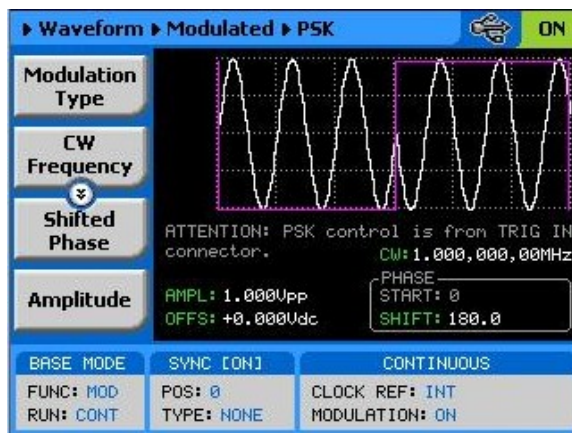 Waveform Modulated PSK ON
Modulation
Type
CW
Frequency
Shifted
Phase
Amplitude
ATTENTION: PSK control is from TRIG IN
connector.
CW: 1.000,000,00MHz
AMPL: 1.000Vpp
OFFS: +0.000Vdc
PHASE
START: 0
SHIFT: 180.0
BASE MODE
FUNC: MOD
RUN: CONT
SYNC [ON]
POS: 0
TYPE: NONE
CONTINUOUS
CLOCK REF: INT
MODULATION: ON